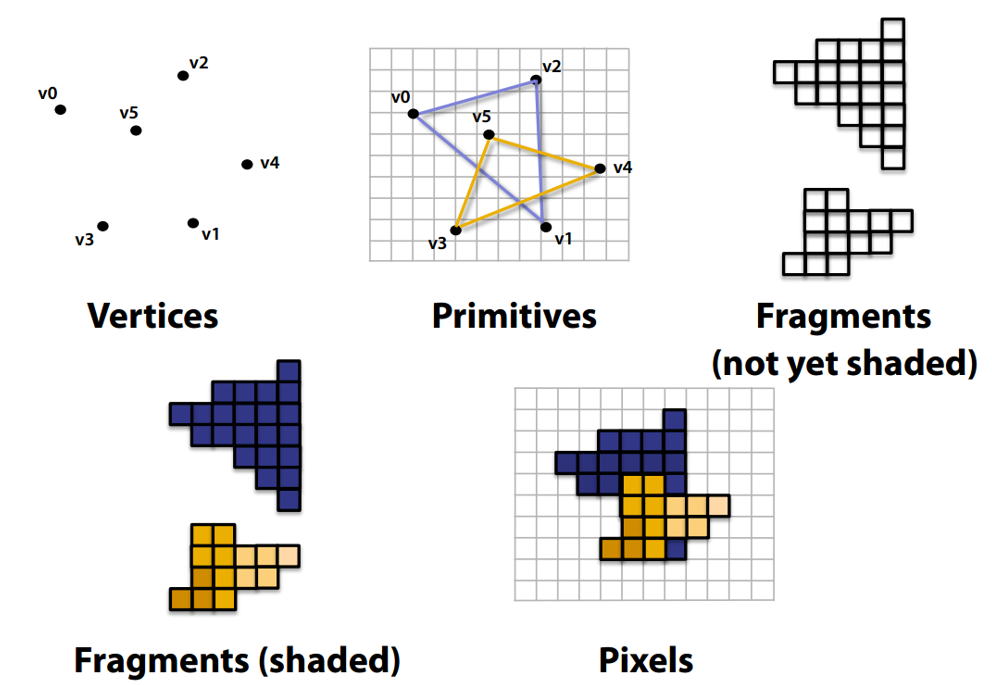 v0
v2
v5
v4
v3
v1
Vertices
v0
v2
v5
v4
v3
v1
Primitives
Fragments
(not yet shaded)
Fragments (shaded)
Pixels